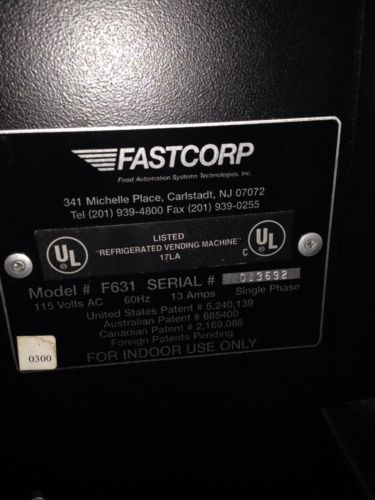 FASTCORP
Food Automation Systems Technologies, Inc.
341 Michelle Place, Carlstadt, NJ 07072
Tel (201) 939-4800 Fax (201) 939-0255
UL
LISTED
"REFRIGERATED VENDING MACHINE"
17LA
C UL
Model # F631 SERIAL # 013692
115 Volts AC 60Hz 13 Amps Single Phase
United States Patent # 5,240,139
Australian Patent # 685400
Canadian Patent # 2,169,086
Foreign Patents Pending
FOR INDOOR USE ONLY
0300